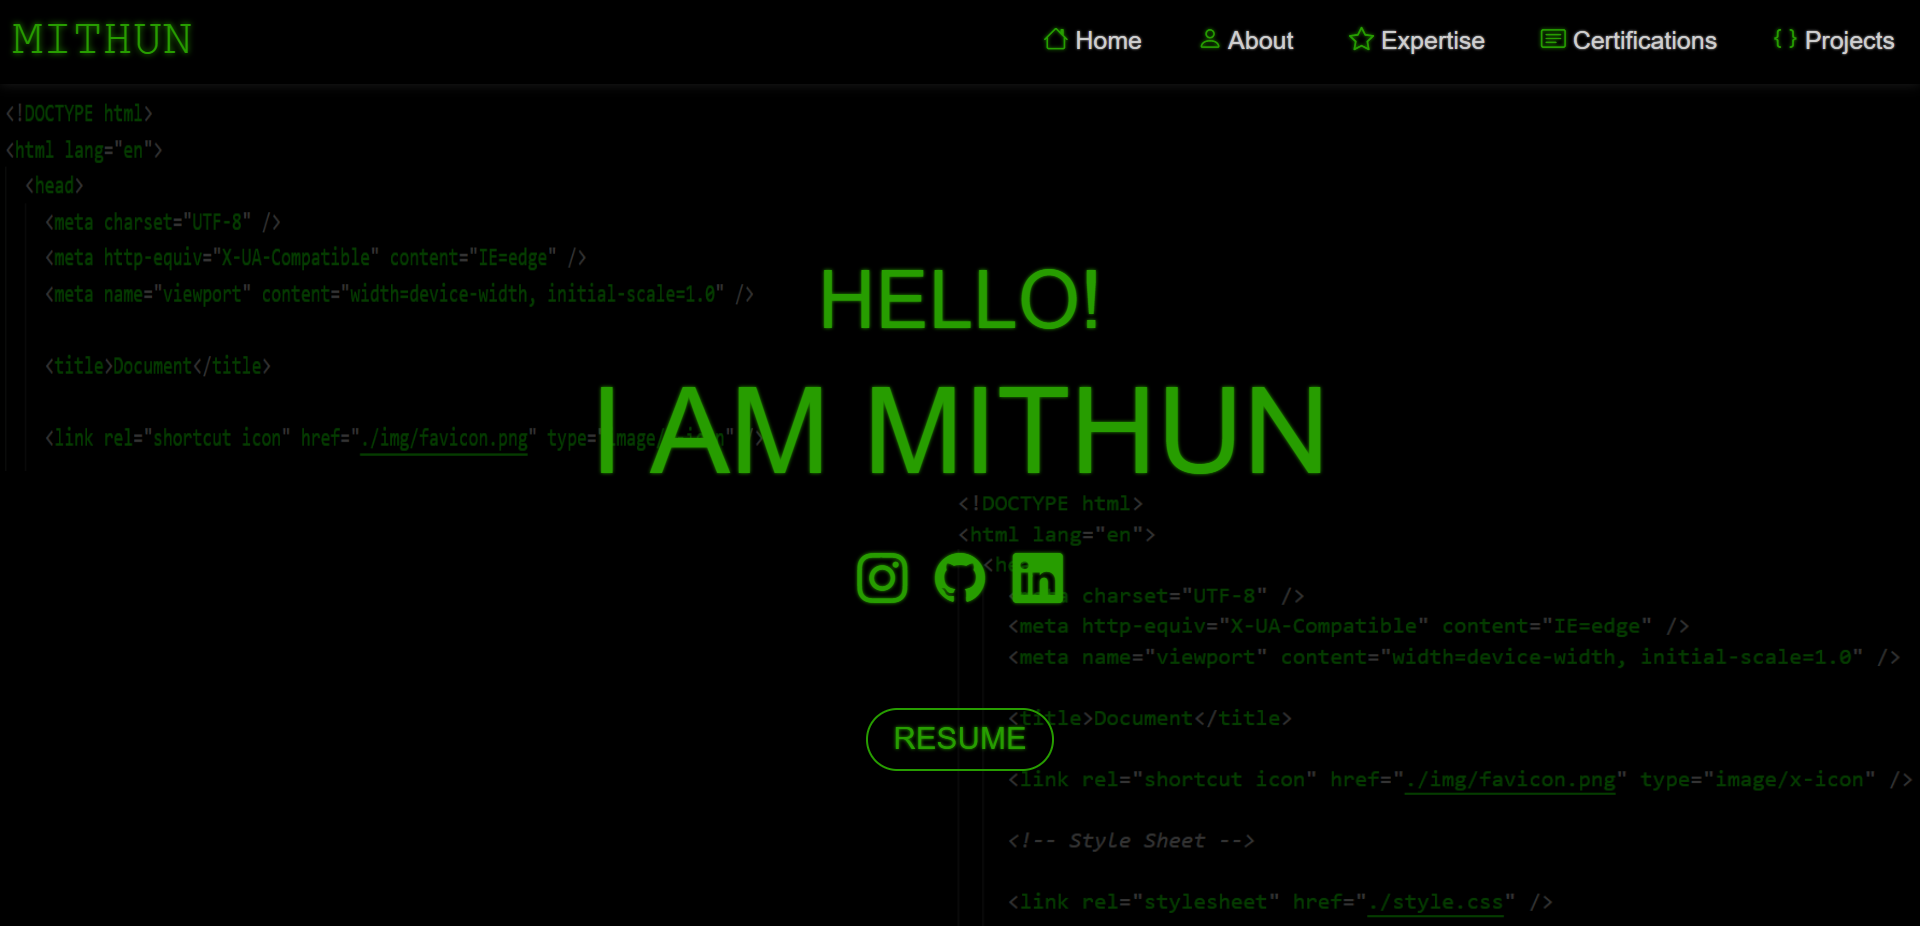 MITHUN
Home About Expertise Certifications { } Projects
<!DOCTYPE html>
<html lang="en">
<head>
<meta charset="UTF-8" />
<meta http-equiv="X-UA-Compatible" content="IE=edge" />
<meta name="viewport" content="width=device-width, initial-scale=1.0" />
<title>Document</title>
<link rel="shortcut icon" href="./img/favicon.png" type="image/
HELLO!
I AM MITHUN
in
RESUME
<!DOCTYPE html>
<html lang="en">
charset="UTF-8" />
<meta http-equiv="X-UA-Compatible" content="IE=edge" />
<meta name="viewport" content="width=device-width, initial-scale=1.0" />
<title>Document</title>
<link rel="shortcut icon" href="./img/favicon.png" type="image/x-icon" />
<!-- Style Sheet -->
<link rel="stylesheet" href="./style.css" />